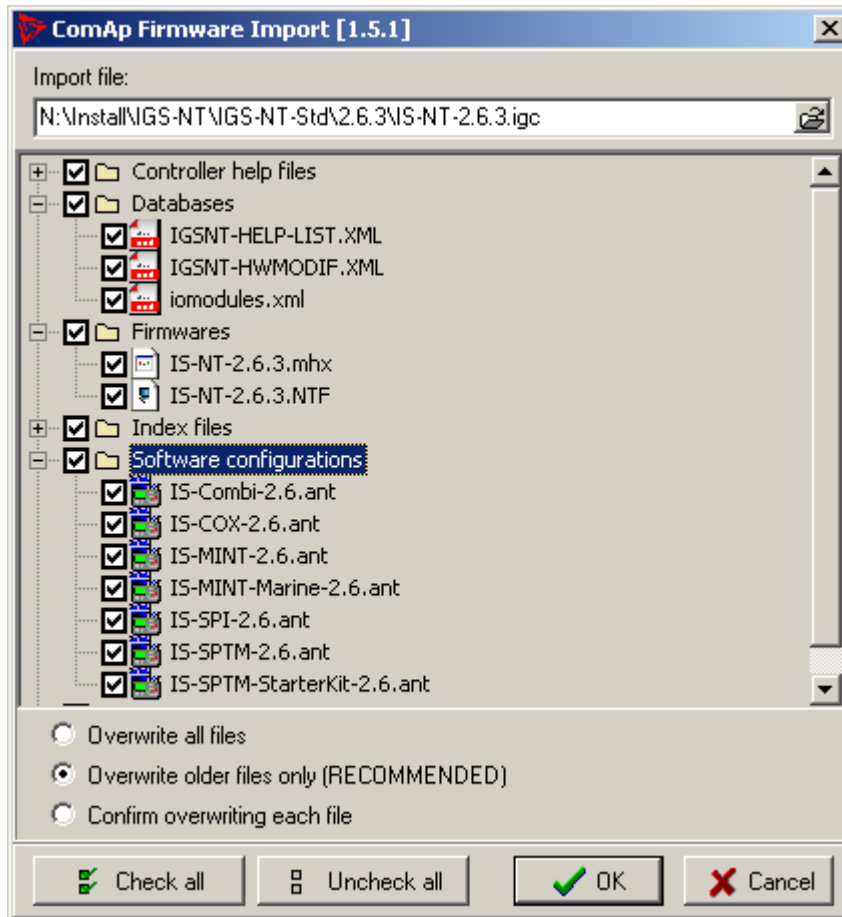 ComAp Firmware Import [1.5.1]
Import file:
N:\Install\IGS-NT\IGS-NT-Std\2.6.3\IS-NT-2.6.3.igc
Controller help files
Databases
IGSNT-HELP-LIST.XML
IGSNT-HWMODIF.XML
iomodules.xml
Firmwares
IS-NT-2.6.3.mhx
IS-NT-2.6.3.NTF
Index files
Software configurations
IS-Combi-2.6.ant
IS-COX-2.6.ant
IS-MINT-2.6.ant
IS-MINT-Marine-2.6.ant
IS-SPI-2.6.ant
IS-SPTM-2.6.ant
IS-SPTM-StarterKit-2.6.ant
Overwrite all files
Overwrite older files only (RECOMMENDED)
Confirm overwriting each file
Check all Uncheck all OK Cancel